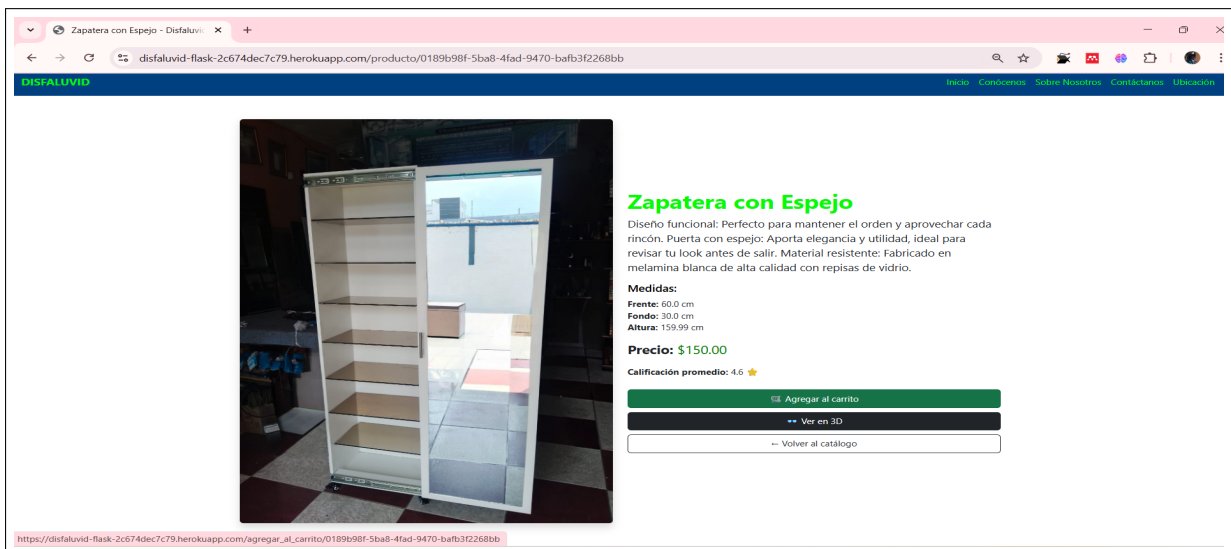 Zapatera con Espejo - Disfaluvi
disfaluvid-flask-2c674dec7c79.herokuapp.com/producto/0189b98f-5ba8-4fad-9470-bafb3f2268bb
DISFALUVID
Inicio Conócenos Sobre Nosotros Contáctanos Ubicación
Zapatera con Espejo
Diseño funcional: Perfecto para mantener el orden y aprovechar cada
rincón. Puerta con espejo: Aporta elegancia y utilidad, ideal para
revisar tu look antes de salir. Material resistente: Fabricado en
melamina blanca de alta calidad con repisas de vidrio.
Medidas:
Frente: 60.0 cm
Fondo: 30.0 cm
Altura: 159.99 cm
Precio: $150.00
Calificación promedio: 4.6
Agregar al carrito
Ver en 3D
← Volver al catálogo
https://disfaluvid-flask-2c674dec7c79.herokuapp.com/agregar_al_carrito/0189b98f-5ba8-4fad-9470-bafb3f2268bb